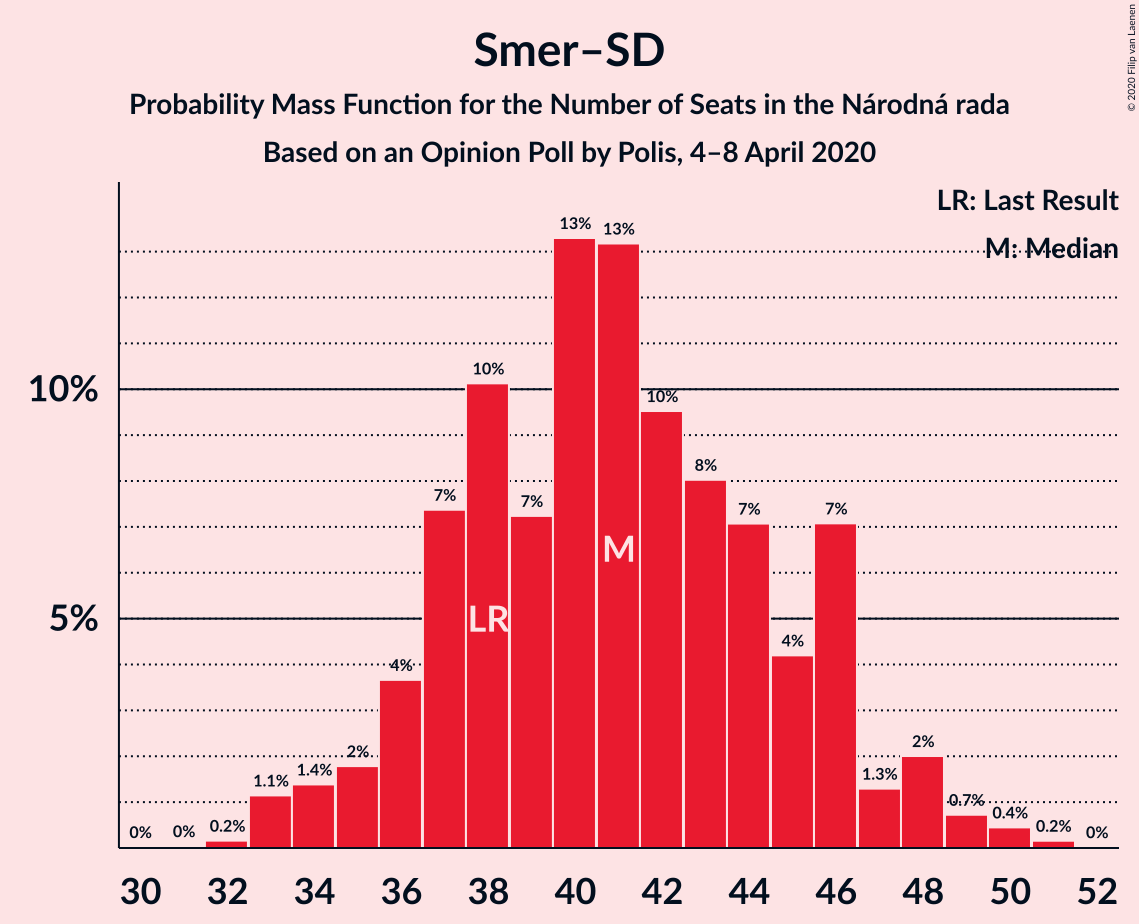 Smer–SD
Probability Mass Function for the Number of Seats in the Národná rada
Based on an Opinion Poll by Polis, 4–8 April 2020
© 2020 Filip van Laenen
LR: Last Result
M: Median
10%
5%
0% 0% 0.2% 1.1% 1.4% 2% 4% 7% 10% 7% 13% 13% 10% 8% 7% 4% 7% 1.3% 2% 0.7% 0.4% 0.2% 0%
LR
M
30 32 34 36 38 40 42 44 46 48 50 52